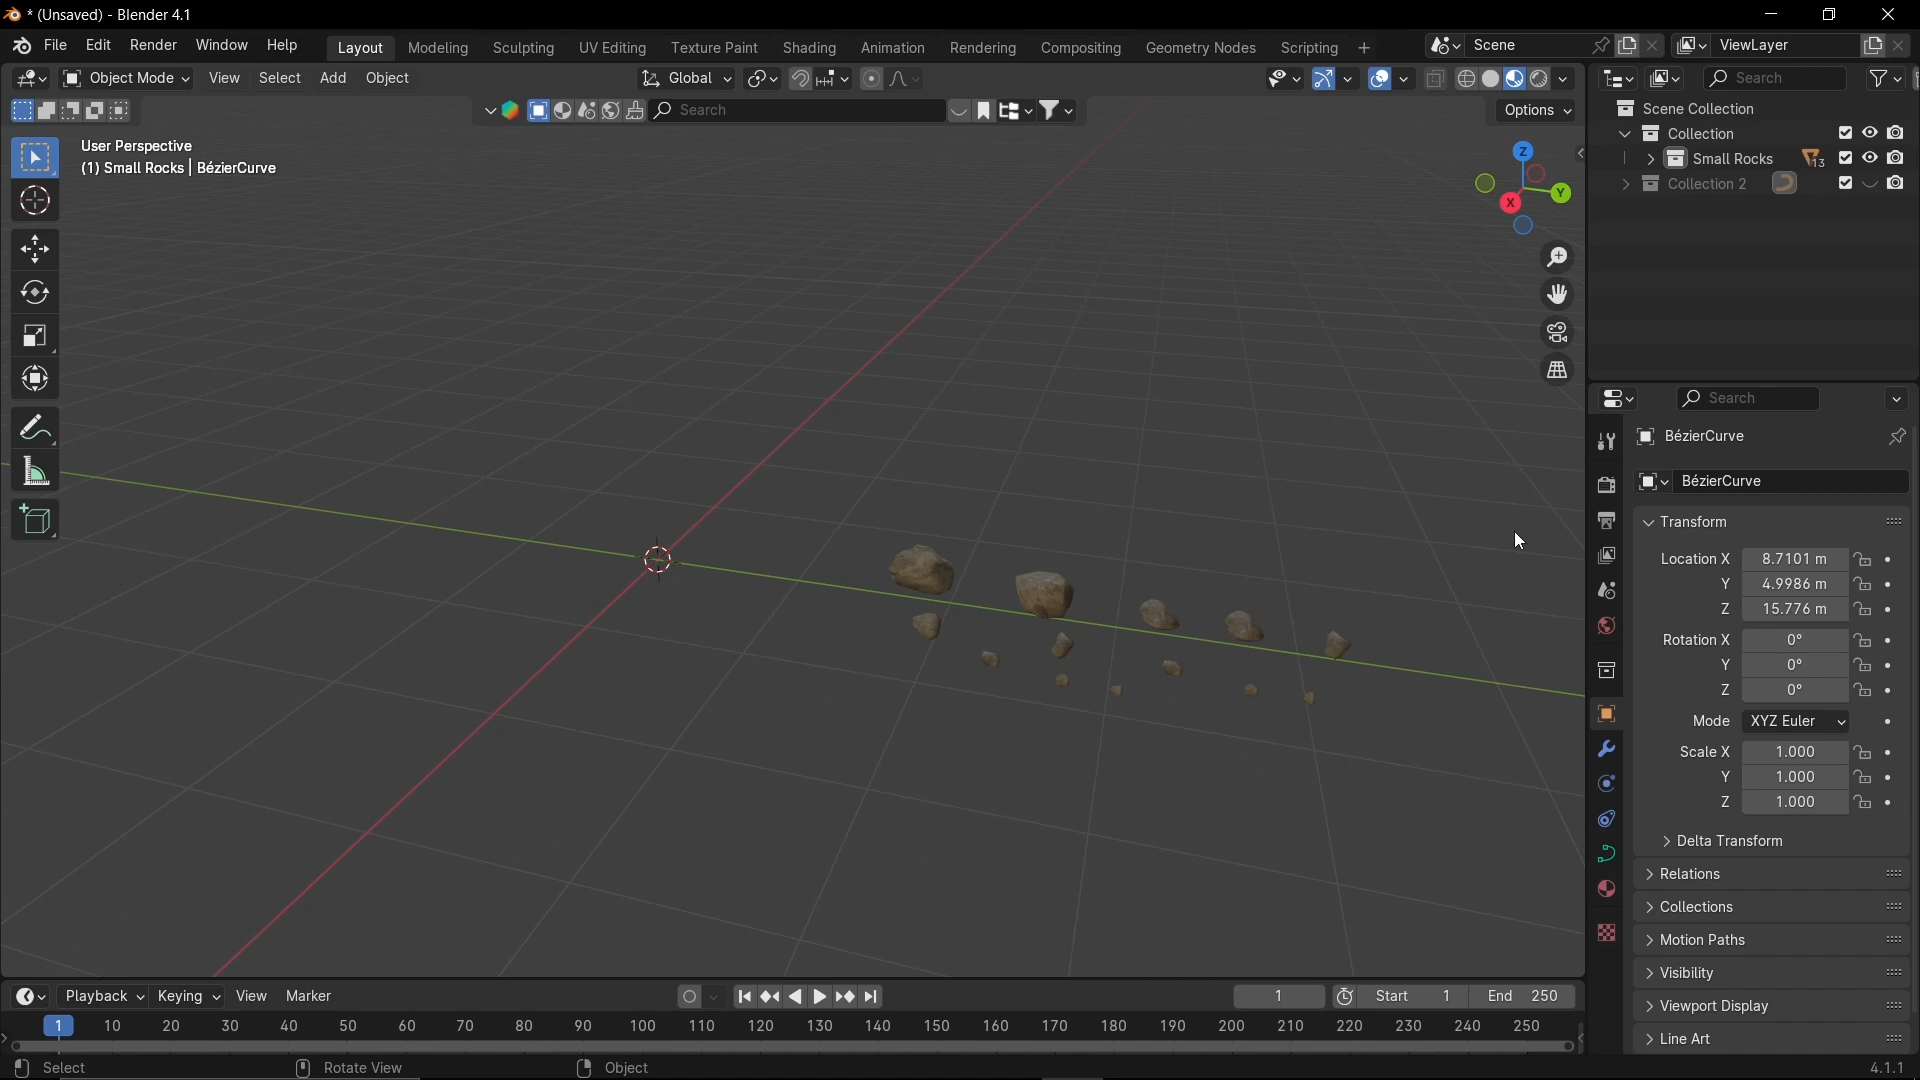 * (Unsaved) - Blender 4.1
File Edit Render Window Help Layout Modeling Sculpting UV Editing Texture Paint Shading Animation Rendering Compositing Geometry Nodes Scripting Scene ViewLayer
Object Mode View Select Add Object Global Search
Search Options
User Perspective
(1) Small Rocks | BézierCurve
Z
Y
X
Scene Collection
Collection
Small Rocks 13
Collection 2
Search
BézierCurve
BézierCurve
Transform
Location X 8.7101 m
Y 4.9986 m
Z 15.776 m
Rotation X 0°
Y 0°
Z 0°
Mode XYZ Euler
Scale X 1.000
Y 1.000
Z 1.000
Delta Transform
Relations
Collections
Motion Paths
Visibility
Viewport Display
Line Art
Playback Keying View Marker 1 Start 1 End 250
1 10 20 30 40 50 60 70 80 90 100 110 120 130 140 150 160 170 180 190 200 210 220 230 240 250
Select Rotate View Object 4.1.1